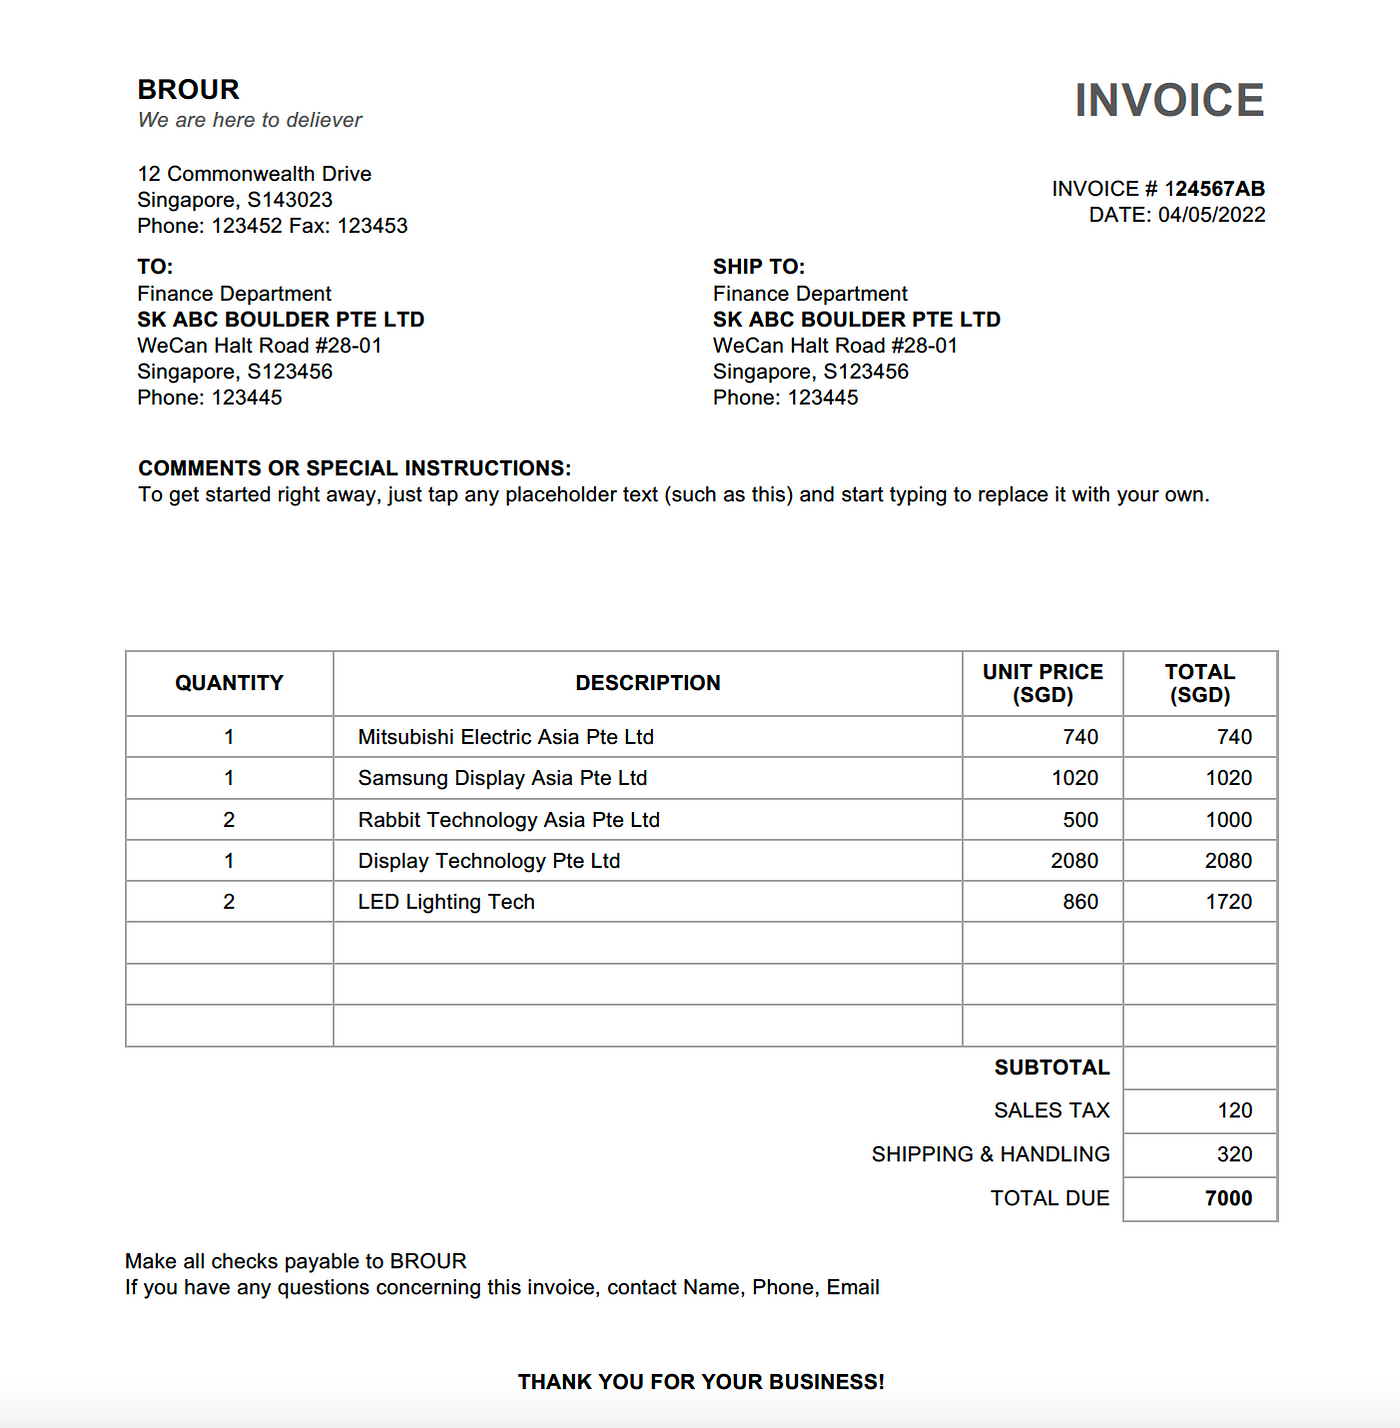 BROUR
We are here to deliever
INVOICE
12 Commonwealth Drive
Singapore, S143023
Phone: 123452 Fax: 123453
INVOICE # 124567AB
DATE: 04/05/2022
TO:
Finance Department
SK ABC BOULDER PTE LTD
WeCan Halt Road #28-01
Singapore, S123456
Phone: 123445
SHIP TO:
Finance Department
SK ABC BOULDER PTE LTD
WeCan Halt Road #28-01
Singapore, S123456
Phone: 123445
COMMENTS OR SPECIAL INSTRUCTIONS:
To get started right away, just tap any placeholder text (such as this) and start typing to replace it with your own.
QUANTITY DESCRIPTION UNIT PRICE (SGD) TOTAL (SGD)
1 Mitsubishi Electric Asia Pte Ltd 740 740
1 Samsung Display Asia Pte Ltd 1020 1020
2 Rabbit Technology Asia Pte Ltd 500 1000
1 Display Technology Pte Ltd 2080 2080
2 LED Lighting Tech 860 1720
SUBTOTAL
SALES TAX 120
SHIPPING & HANDLING 320
TOTAL DUE 7000
Make all checks payable to BROUR
If you have any questions concerning this invoice, contact Name, Phone, Email
THANK YOU FOR YOUR BUSINESS!